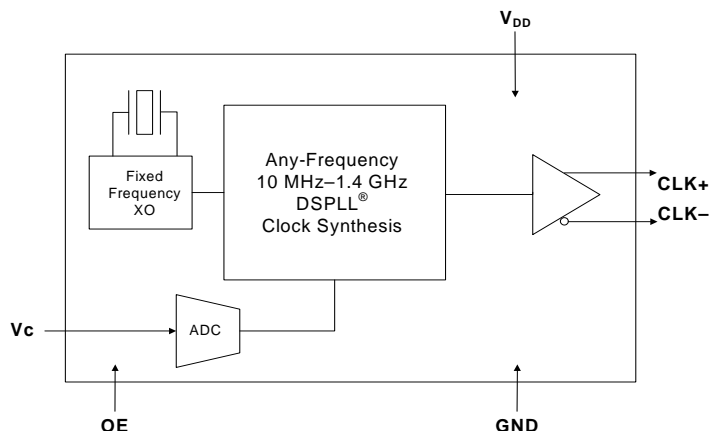 VDD
Fixed
Frequency
XO
Any-Frequency
10 MHz–1.4 GHz
DSPLL®
Clock Synthesis
CLK+
CLK–
Vc
ADC
OE
GND